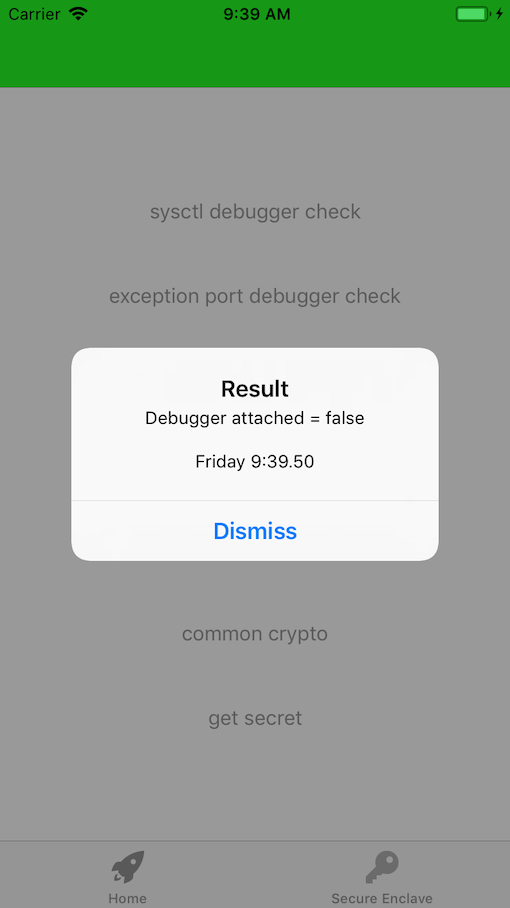 Carrier 9:39 AM
sysctl debugger check
exception port debugger check
Result
Debugger attached = false
Friday 9:39.50
Dismiss
common crypto
get secret
Home Secure Enclave